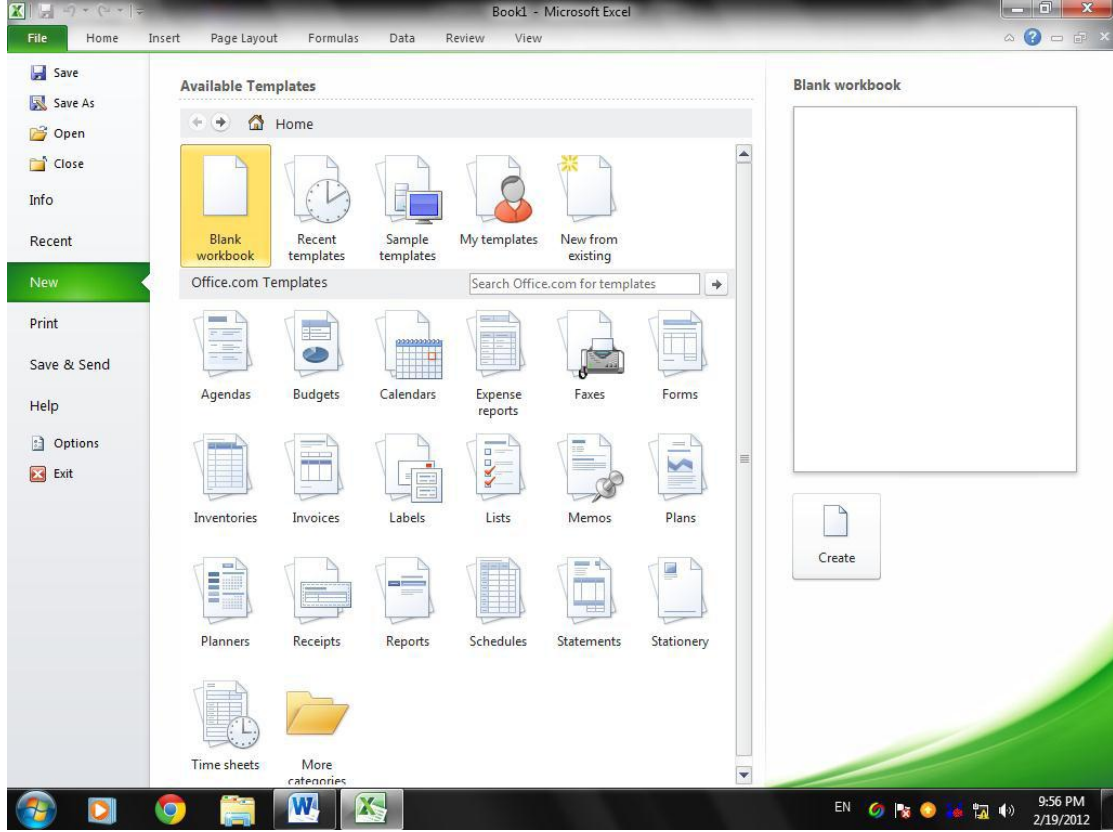 Book1 - Microsoft Excel
File Home Insert Page Layout Formulas Data Review View
Save
Save As
Open
Close
Info
Recent
New
Print
Save & Send
Help
Options
Exit
Available Templates
Home
Blank workbook
Recent templates
Sample templates
My templates
New from existing
Office.com Templates
Search Office.com for templates
Agendas Budgets Calendars Expense reports Faxes Forms
Inventories Invoices Labels Lists Memos Plans
Planners Receipts Reports Schedules Statements Stationery
Time sheets More categories
Blank workbook
Create
EN
9:56 PM
2/19/2012